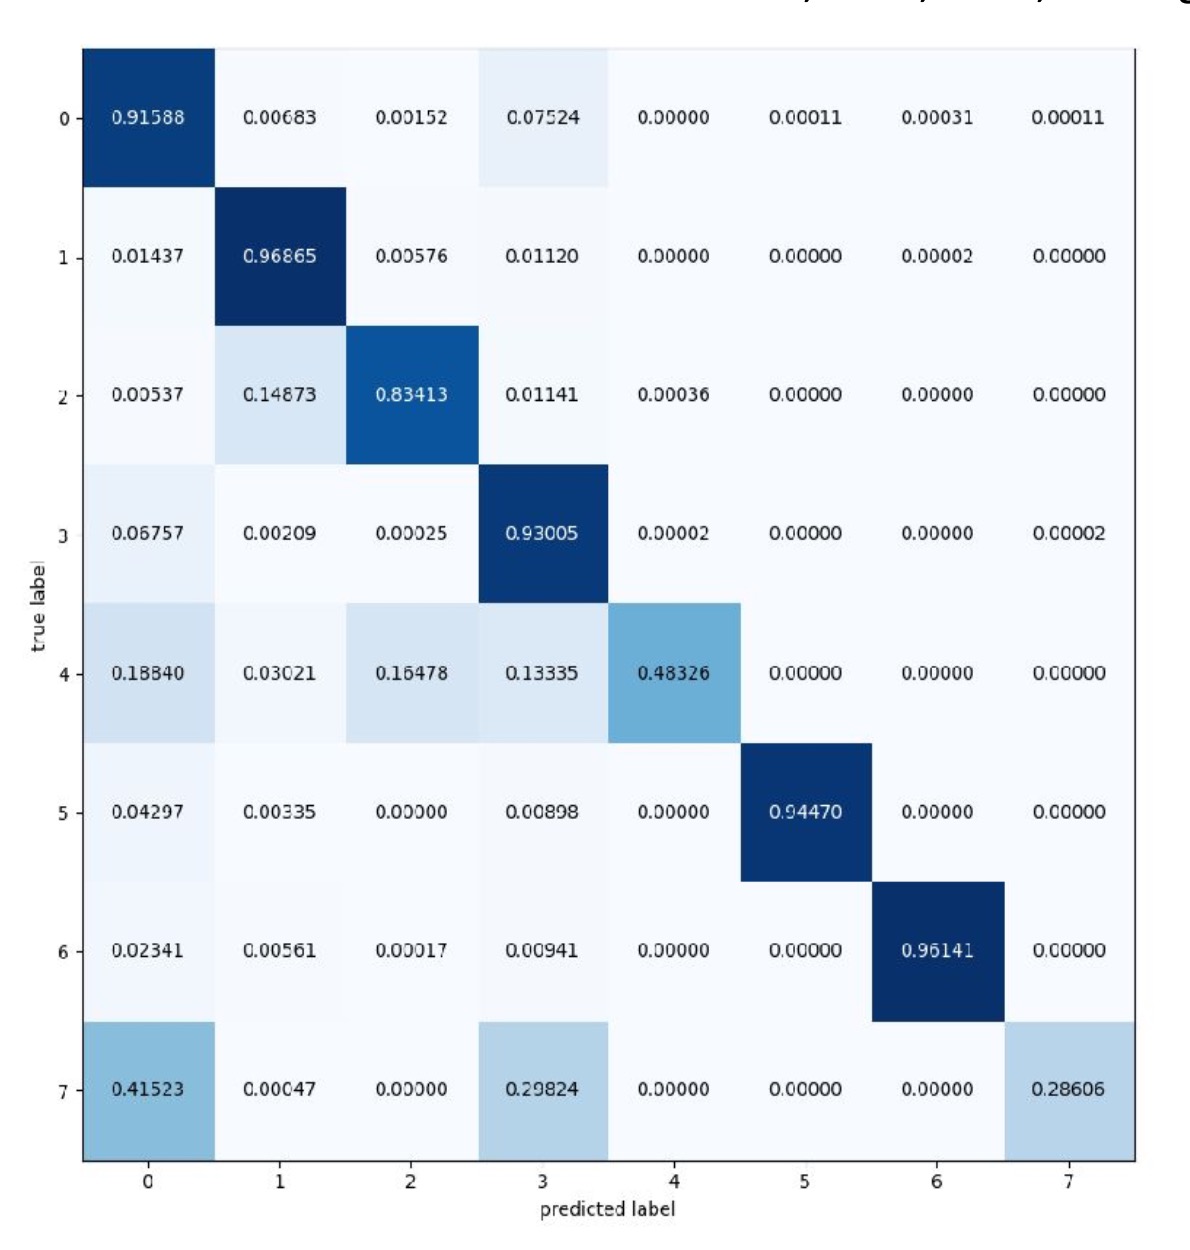 0 0.91588 0.00683 0.00152 0.07524 0.00000 0.00011 0.00031 0.00011
1 0.01437 0.96865 0.00576 0.01120 0.00000 0.00000 0.00002 0.00000
2 0.00537 0.14873 0.83413 0.01141 0.00036 0.00000 0.00000 0.00000
3 0.06757 0.00209 0.00025 0.93005 0.00002 0.00000 0.00000 0.00002
true label
4 0.18840 0.03021 0.16478 0.13335 0.48326 0.00000 0.00000 0.00000
5 0.04297 0.00335 0.00000 0.00898 0.00000 0.94470 0.00000 0.00000
6 0.02341 0.00561 0.00017 0.00941 0.00000 0.00000 0.96141 0.00000
7 0.41523 0.00047 0.00000 0.29824 0.00000 0.00000 0.00000 0.28606
0 1 2 3 4 5 6 7
predicted label